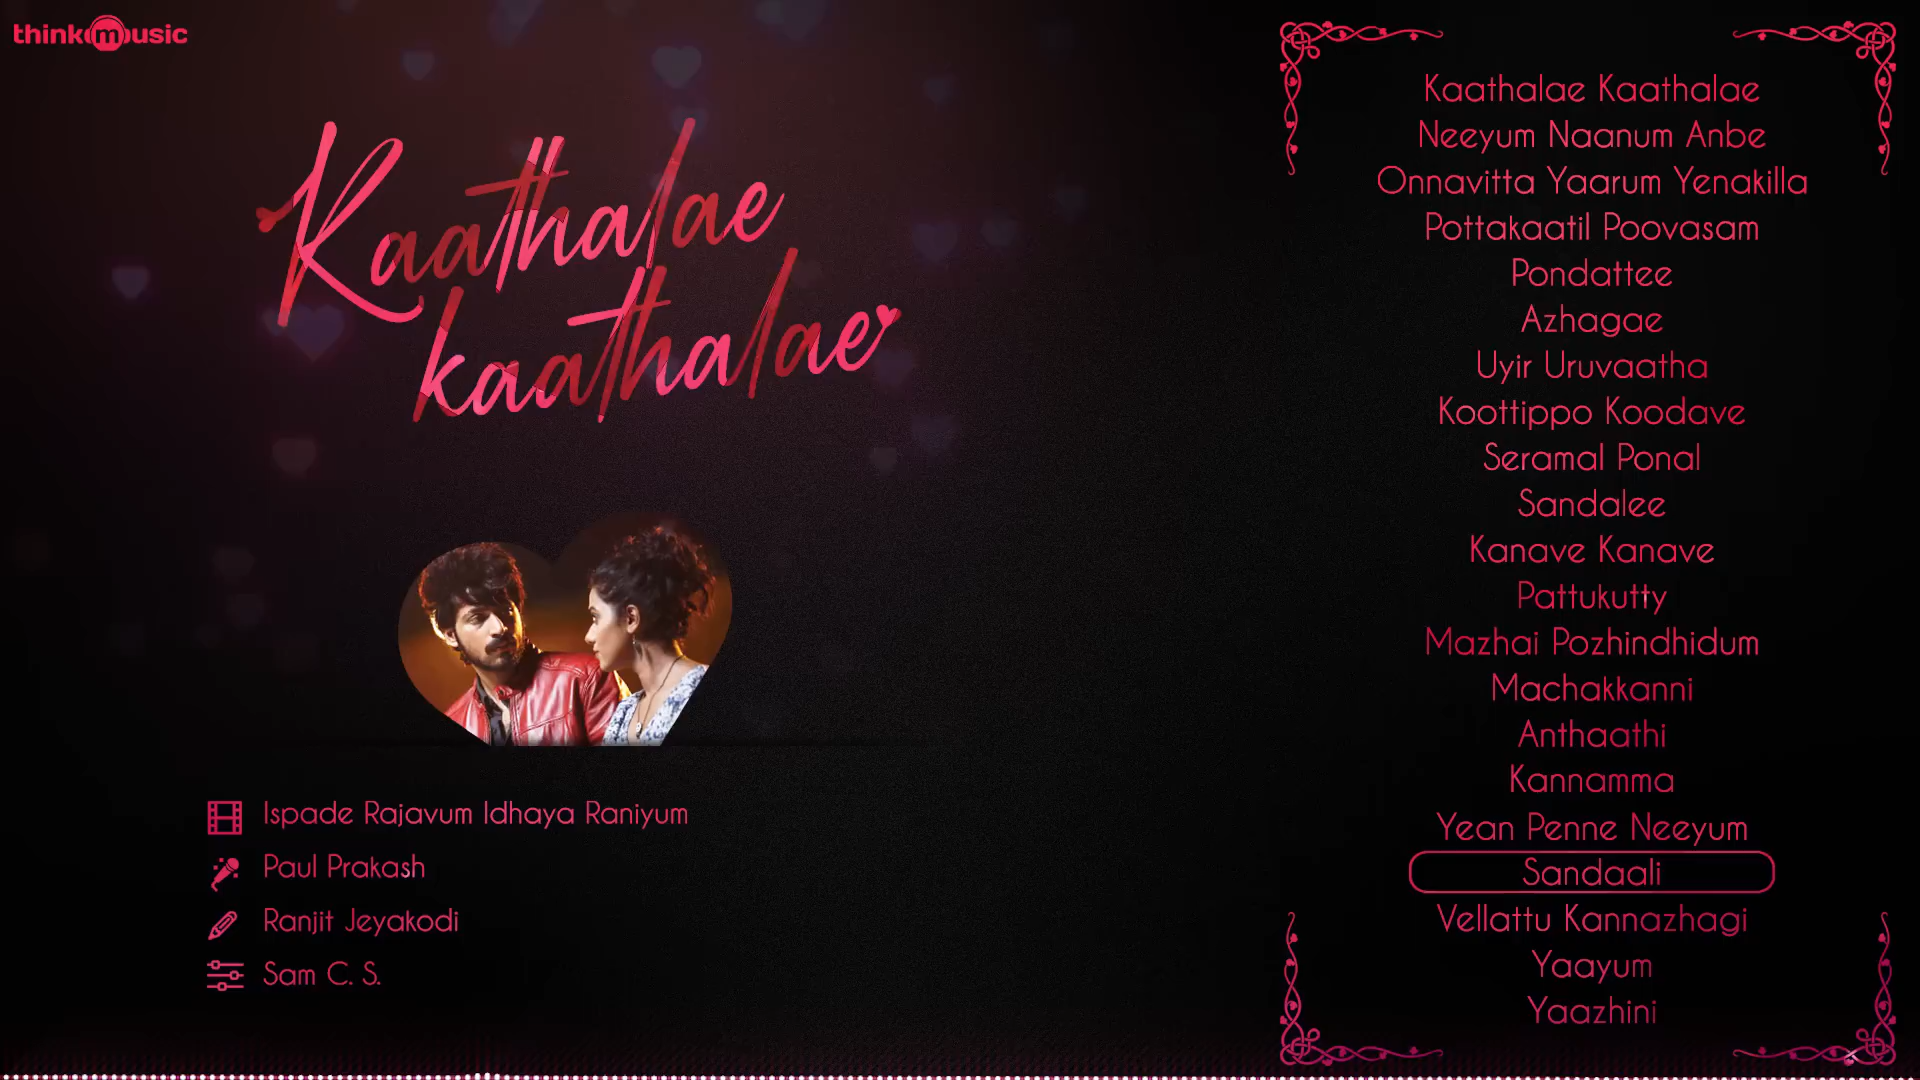 thinkmusic
Kaathalae
kaathalae
Ispade Rajavum Idhaya Raniyum
Paul Prakash
Ranjit Jeyakodi
Sam C. S.
Kaathalae Kaathalae
Neeyum Naanum Anbe
Onnavitta Yaarum Yenakilla
Pottakaatil Poovasam
Pondattee
Azhagae
Uyir Uruvaatha
Koottippo Koodave
Seramal Ponal
Sandalee
Kanave Kanave
Pattukutty
Mazhai Pozhindhidum
Machakkanni
Anthaathi
Kannamma
Yean Penne Neeyum
Sandaali
Vellattu Kannazhagi
Yaayum
Yaazhini